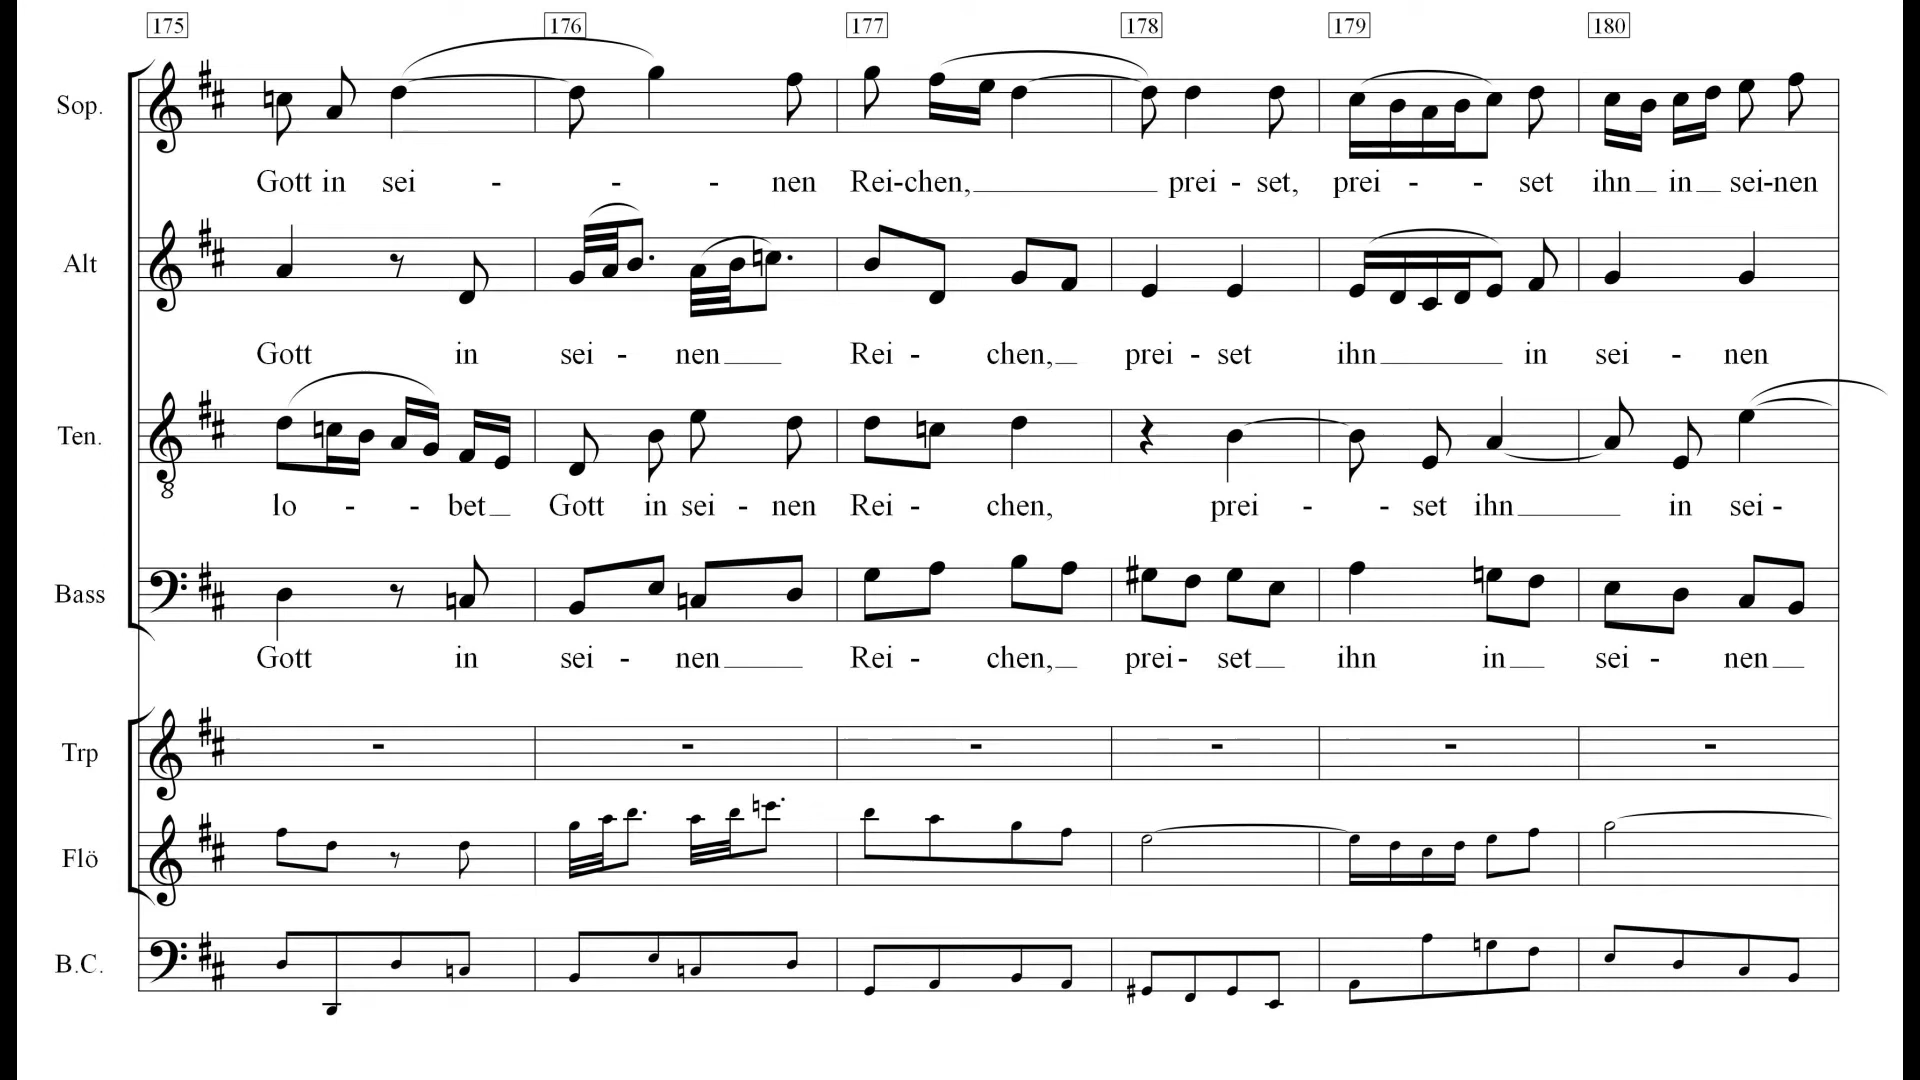 175 176 177 178 179 180
Sop.
Gott in sei - - - nen Rei-chen, prei - set, prei - - set ihn in sei-nen
Alt
Gott in sei - nen Rei - chen, prei - set ihn in sei - nen
Ten.
8
lo - - bet Gott in sei - nen Rei - chen, prei - - set ihn in sei -
Bass
Gott in sei - nen Rei - chen, prei- set ihn in sei - nen
Trp
Flö
B.C.